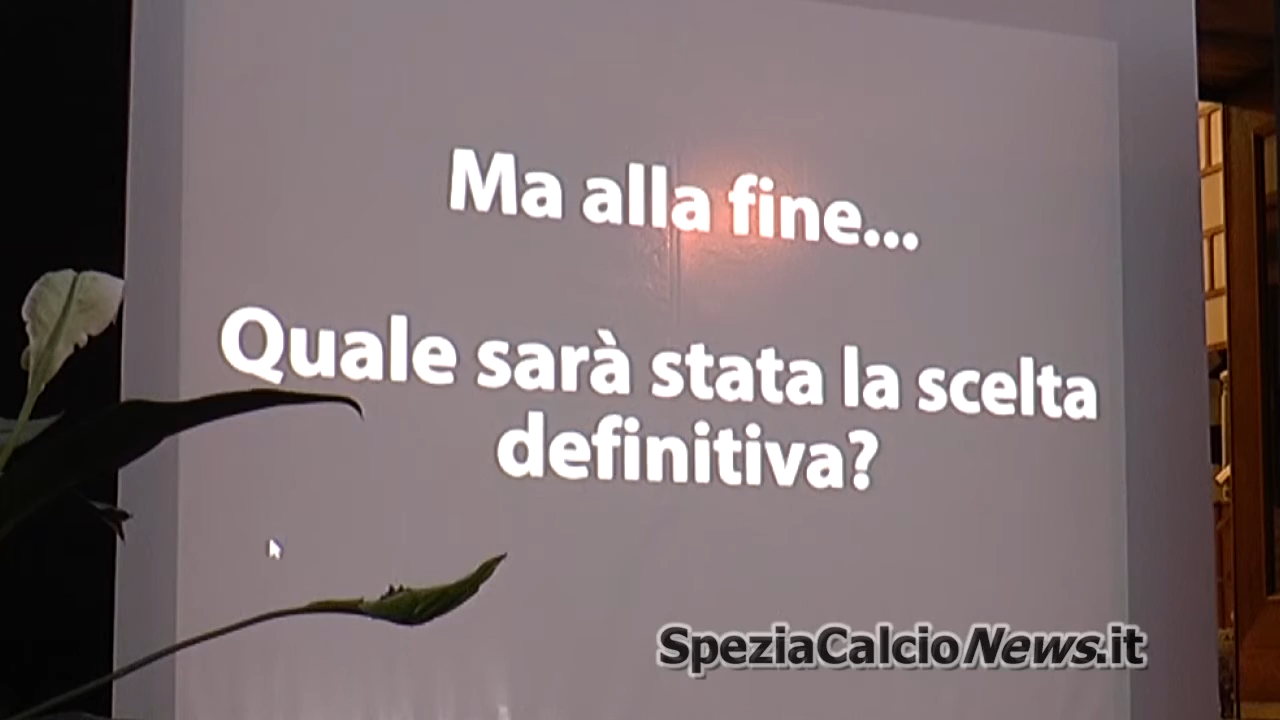 Ma alla fine...
Quale sarà stata la scelta
definitiva?
SpeziaCalcioNews.it